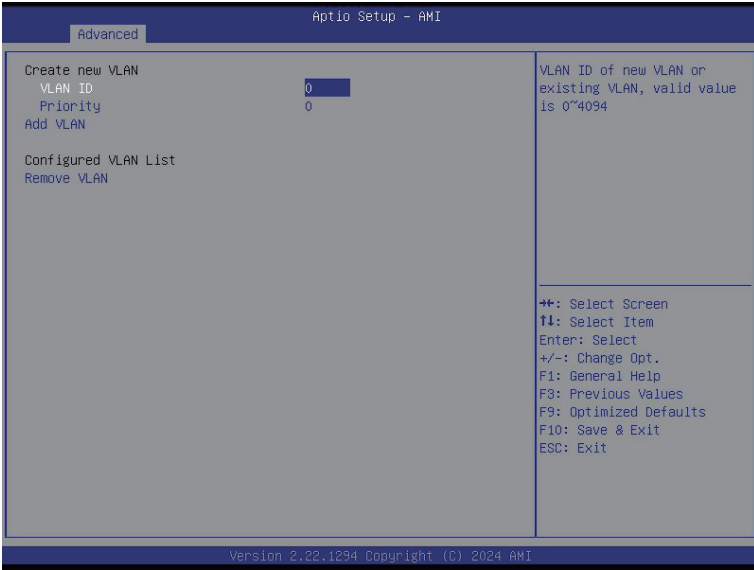 Aptio Setup – AMI
Advanced
Create new VLAN
VLAN ID 0
Priority 0
Add VLAN
Configured VLAN List
Remove VLAN
VLAN ID of new VLAN or
existing VLAN, valid value
is 0~4094
→←: Select Screen
↑↓: Select Item
Enter: Select
+/-: Change Opt.
F1: General Help
F3: Previous Values
F9: Optimized Defaults
F10: Save & Exit
ESC: Exit
Version 2.22.1294 Copyright (C) 2024 AMI